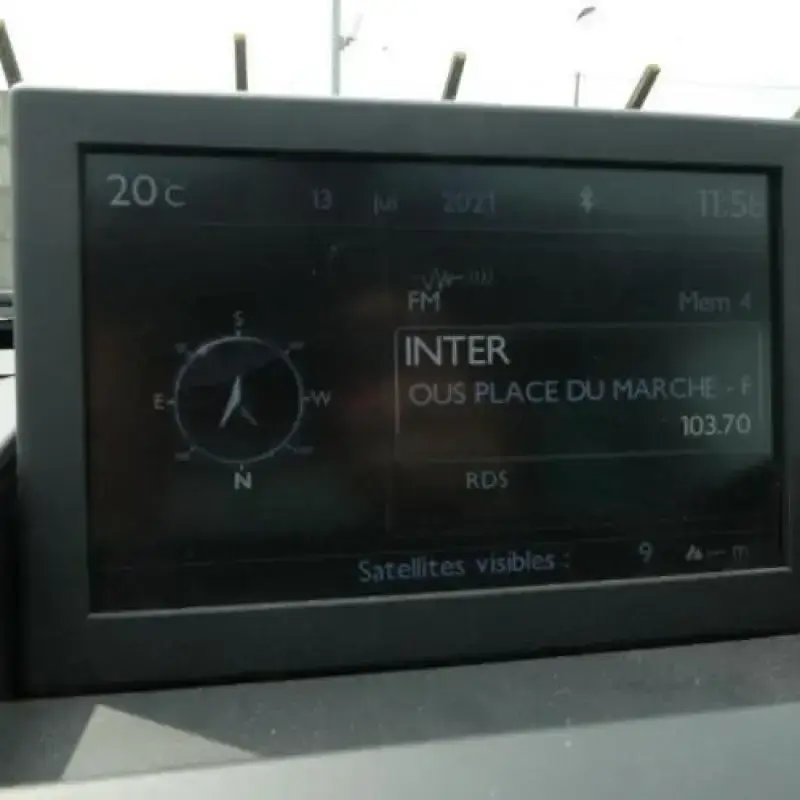 20°C 13 jul 2021 11:56
FM Mem 4
S
INTER
OUS PLACE DU MARCHE - F
E W
103.70
N RDS
Satellites visibles : 9 -- m